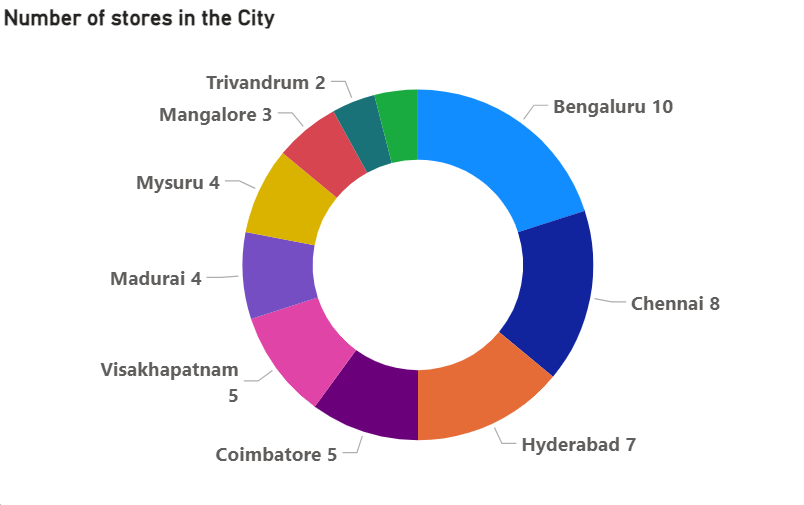 Number of stores in the City
Trivandrum 2
Bengaluru 10
Mangalore 3
Mysuru 4
Madurai 4
Chennai 8
Visakhapatnam
5
Hyderabad 7
Coimbatore 5